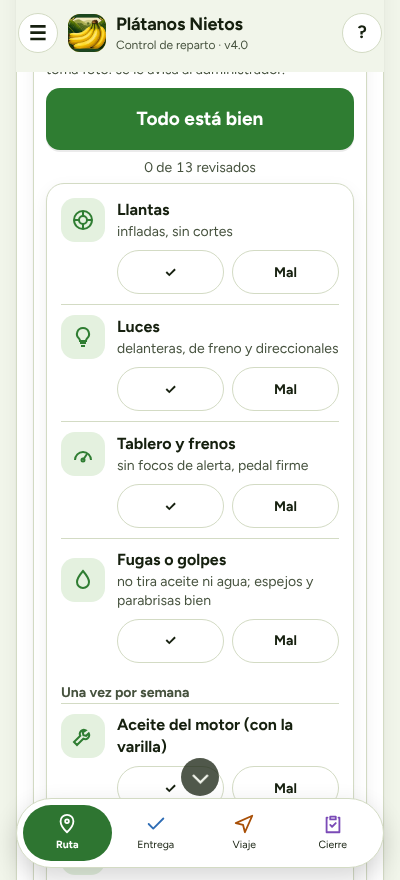 Plátanos Nietos
Control de reparto · v4.0
?
Todo está bien
0 de 13 revisados
Llantas
infladas, sin cortes
✓ Mal
Luces
delanteras, de freno y direccionales
✓ Mal
Tablero y frenos
sin focos de alerta, pedal firme
✓ Mal
Fugas o golpes
no tira aceite ni agua; espejos y
parabrisas bien
✓ Mal
Una vez por semana
Aceite del motor (con la
varilla)
✓ Mal
Ruta Entrega Viaje Cierre